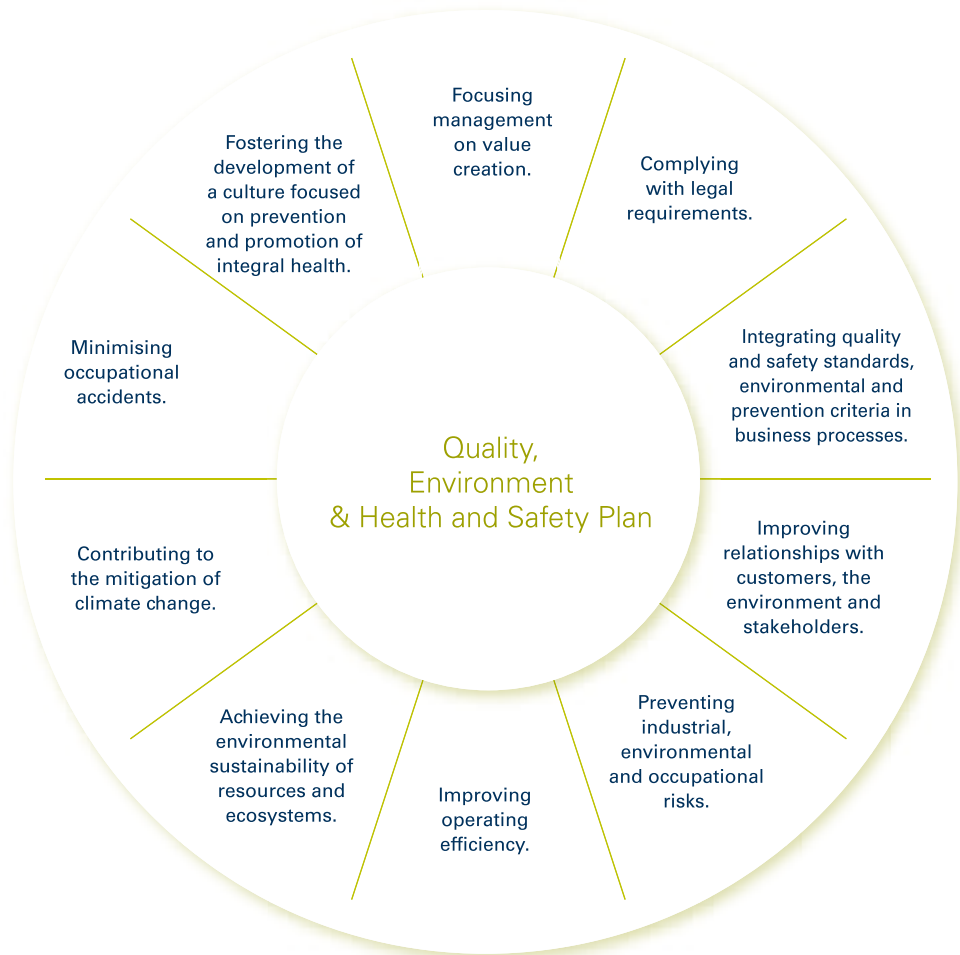 Focusing
management
on value
creation.
Complying
with legal
requirements.
Integrating quality
and safety standards,
environmental and
prevention criteria in
business processes.
Improving
relationships with
customers, the
environment and
stakeholders.
Preventing
industrial,
environmental
and occupational
risks.
Improving
operating
efficiency.
Achieving the
environmental
sustainability of
resources and
ecosystems.
Contributing to
the mitigation of
climate change.
Minimising
occupational
accidents.
Fostering the
development of
a culture focused
on prevention
and promotion of
integral health.
Quality,
Environment
& Health and Safety Plan